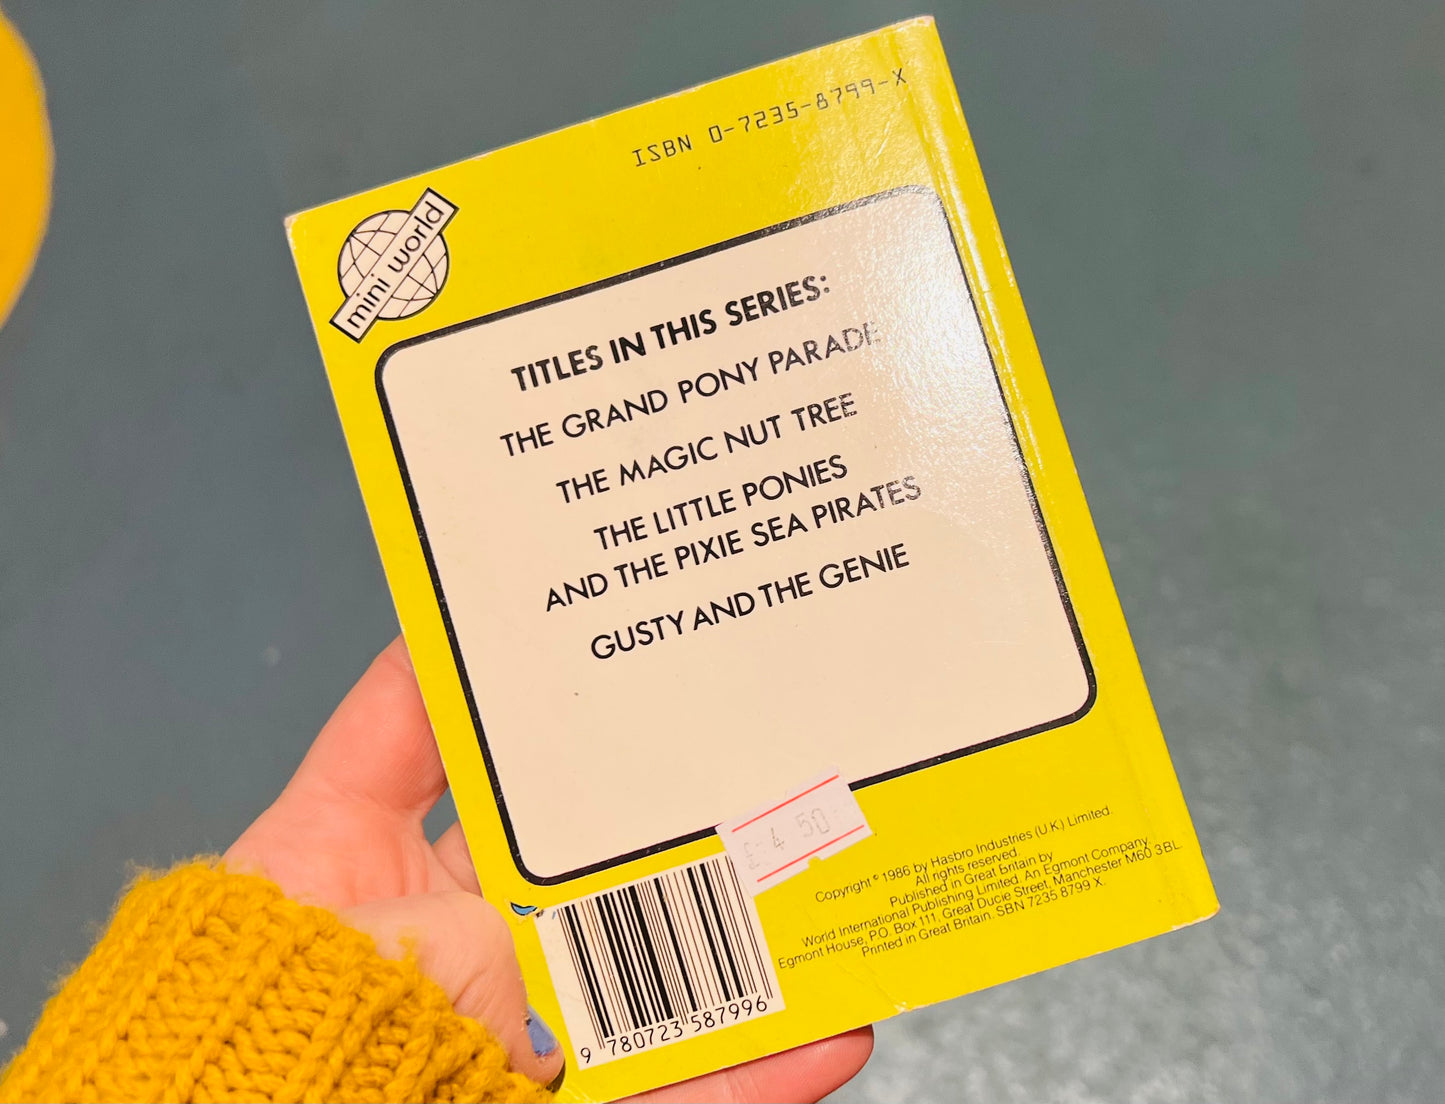 ISBN 0-7235-8799-X
mini world
TITLES IN THIS SERIES:
THE GRAND PONY PARADE
THE MAGIC NUT TREE
THE LITTLE PONIES
AND THE PIXIE SEA PIRATES
GUSTY AND THE GENIE
£4 50
Copyright © 1986 by Hasbro Industries (U.K.) Limited.
All rights reserved.
Published in Great Britain by
World International Publishing Limited. An Egmont Company,
Egmont House, P.O. Box 111, Great Ducie Street, Manchester M60 3BL.
Printed in Great Britain. SBN 7235 8799 X.
9 780723 587996